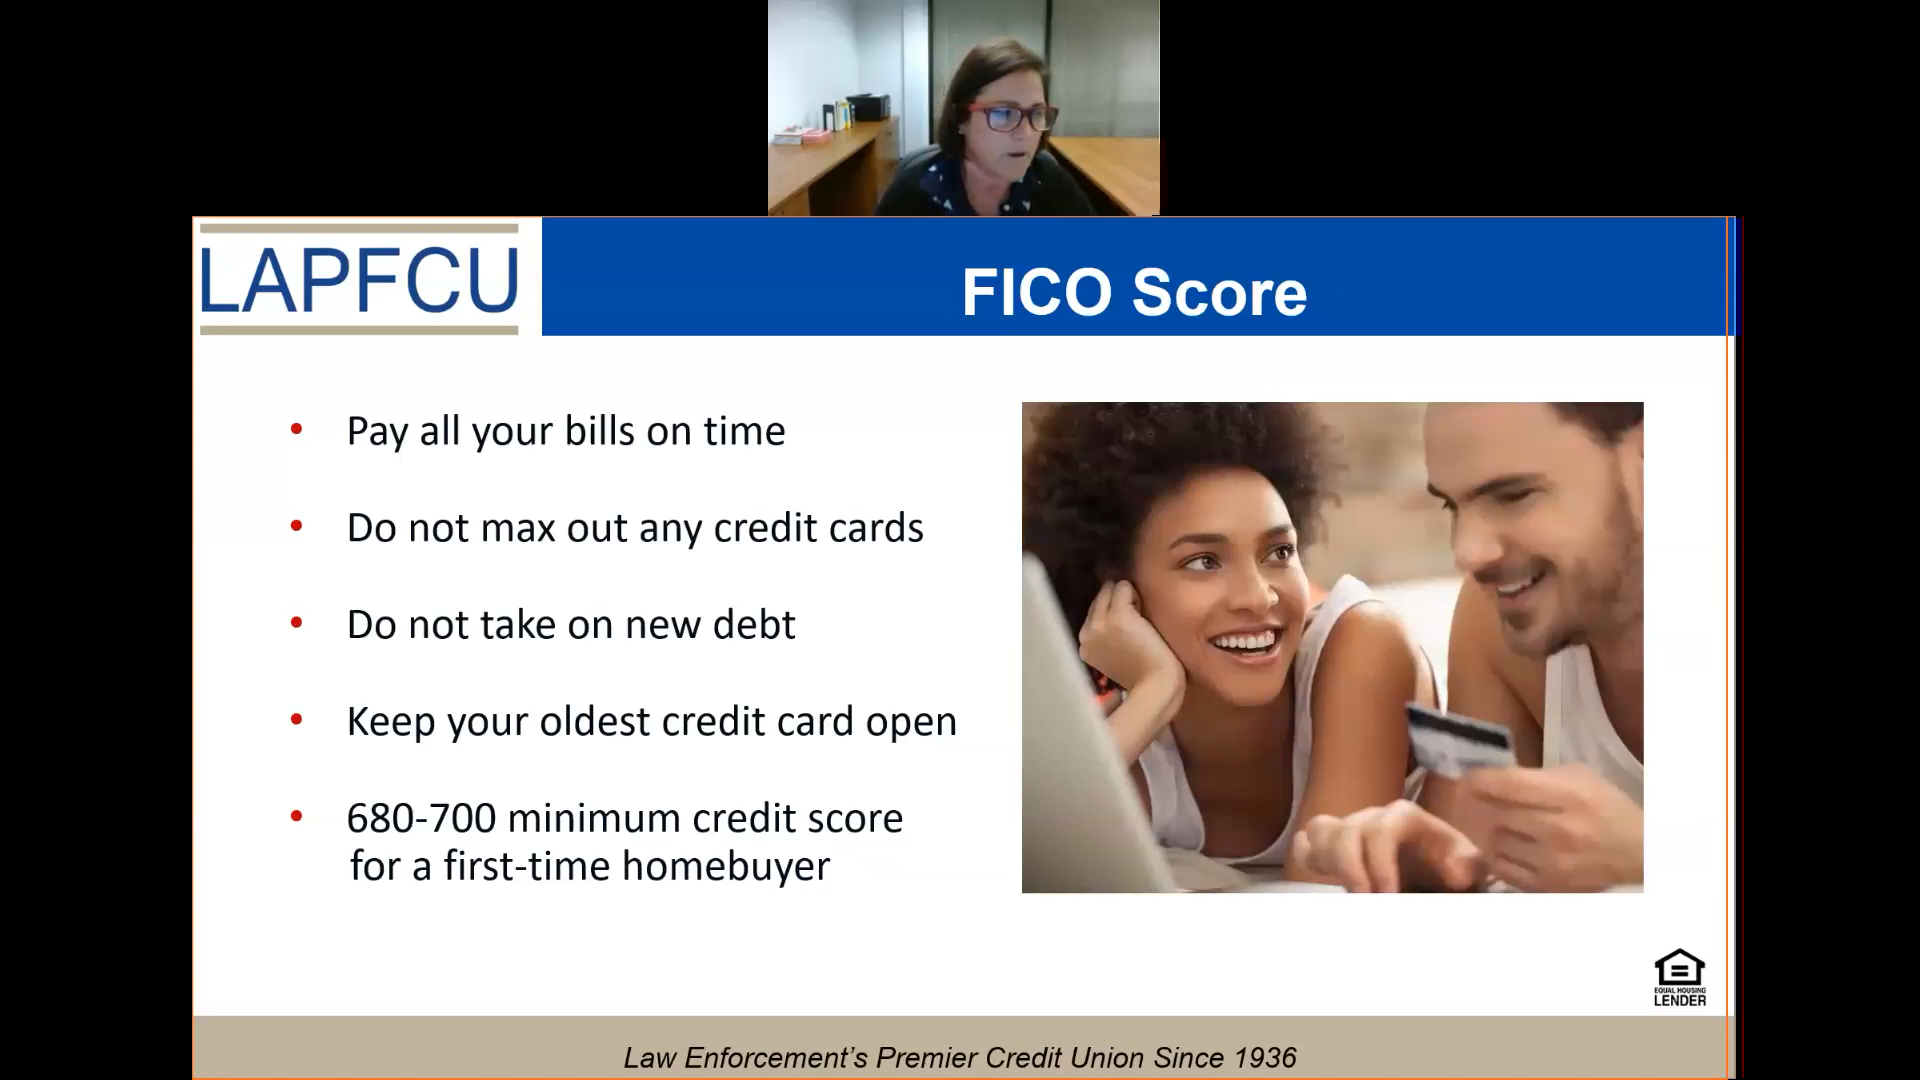 LAPFCU
FICO Score
• Pay all your bills on time
• Do not max out any credit cards
• Do not take on new debt
• Keep your oldest credit card open
• 680-700 minimum credit score
for a first-time homebuyer
EQUAL HOUSING
LENDER
Law Enforcement’s Premier Credit Union Since 1936